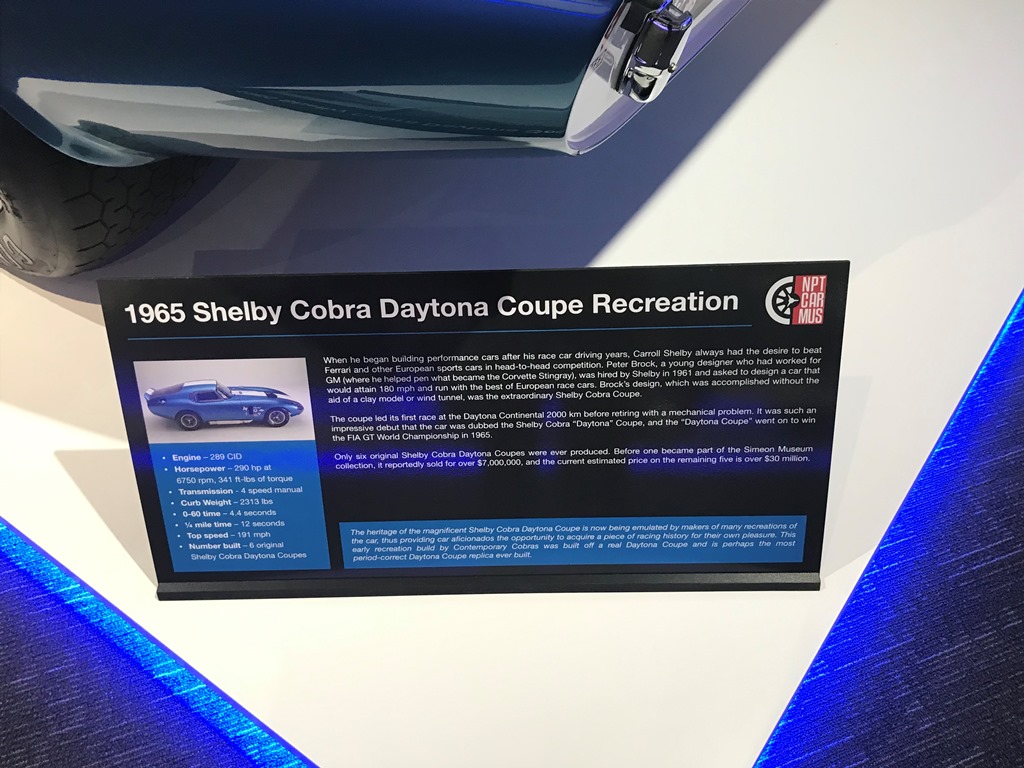 1965 Shelby Cobra Daytona Coupe Recreation
NPT
CAR
MUS
When he began building performance cars after his race car driving years, Carroll Shelby always had the desire to beat
Ferrari and other European sports cars in head-to-head competition. Peter Brock, a young designer who had worked for
GM (where he helped pen what became the Corvette Stingray), was hired by Shelby in 1961 and asked to design a car that
would attain 180 mph and run with the best of European race cars. Brock's design, which was accomplished without the
aid of a clay model or wind tunnel, was the extraordinary Shelby Cobra Coupe.
The coupe led its first race at the Daytona Continental 2000 km before retiring with a mechanical problem. It was such an
impressive debut that the car was dubbed the Shelby Cobra "Daytona" Coupe, and the "Daytona Coupe" went on to win
the FIA GT World Championship in 1965.
Only six original Shelby Cobra Daytona Coupes were ever produced. Before one became part of the Simeon Museum
collection, it reportedly sold for over $7,000,000, and the current estimated price on the remaining five is over $30 million.
• Engine – 289 CID
• Horsepower – 290 hp at
6750 rpm, 341 ft-lbs of torque
• Transmission - 4 speed manual
• Curb Weight – 2313 lbs
• 0-60 time – 4.4 seconds
• ¼ mile time – 12 seconds
• Top speed – 191 mph
• Number built – 6 original
Shelby Cobra Daytona Coupes
The heritage of the magnificent Shelby Cobra Daytona Coupe is now being emulated by makers of many recreations of
the car, thus providing car aficionados the opportunity to acquire a piece of racing history for their own pleasure. This
early recreation build by Contemporary Cobras was built off a real Daytona Coupe and is perhaps the most
period-correct Daytona Coupe replica ever built.